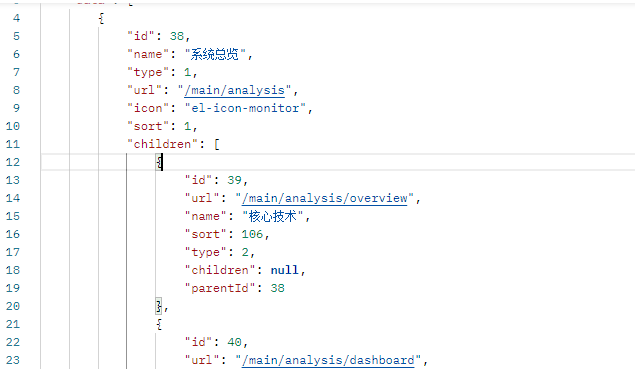 4 {
5 "id": 38,
6 "name": "系统总览",
7 "type": 1,
8 "url": "/main/analysis",
9 "icon": "el-icon-monitor",
10 "sort": 1,
11 "children": [
12 {
13 "id": 39,
14 "url": "/main/analysis/overview",
15 "name": "核心技术",
16 "sort": 106,
17 "type": 2,
18 "children": null,
19 "parentId": 38
20 },
21 {
22 "id": 40,
23 "url": "/main/analysis/dashboard",